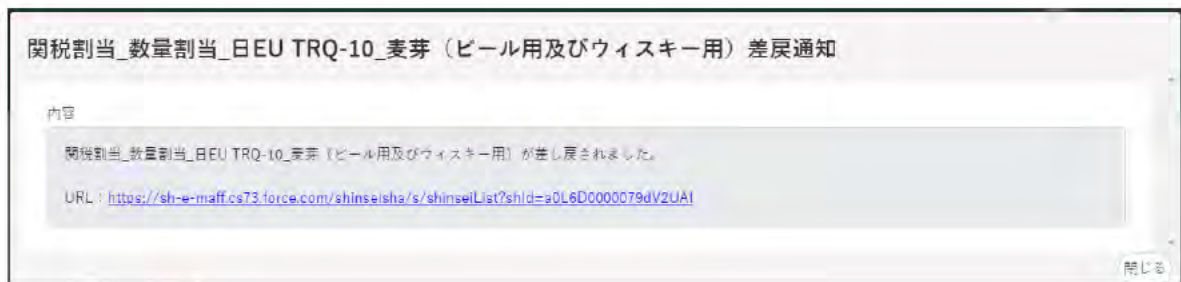 関税割当_数量割当_日EU TRQ-10_麦芽（ビール用及びウィスキー用）差戻通知
内容
関税割当_数量割当_日EU TRQ-10_麦芽（ビール用及びウィスキー用）が差し戻されました。
URL：https://sh-e-maff.cs73.force.com/shinseisha/s/shinseiList?shId=a0L6D0000079dV2UAI
閉じる